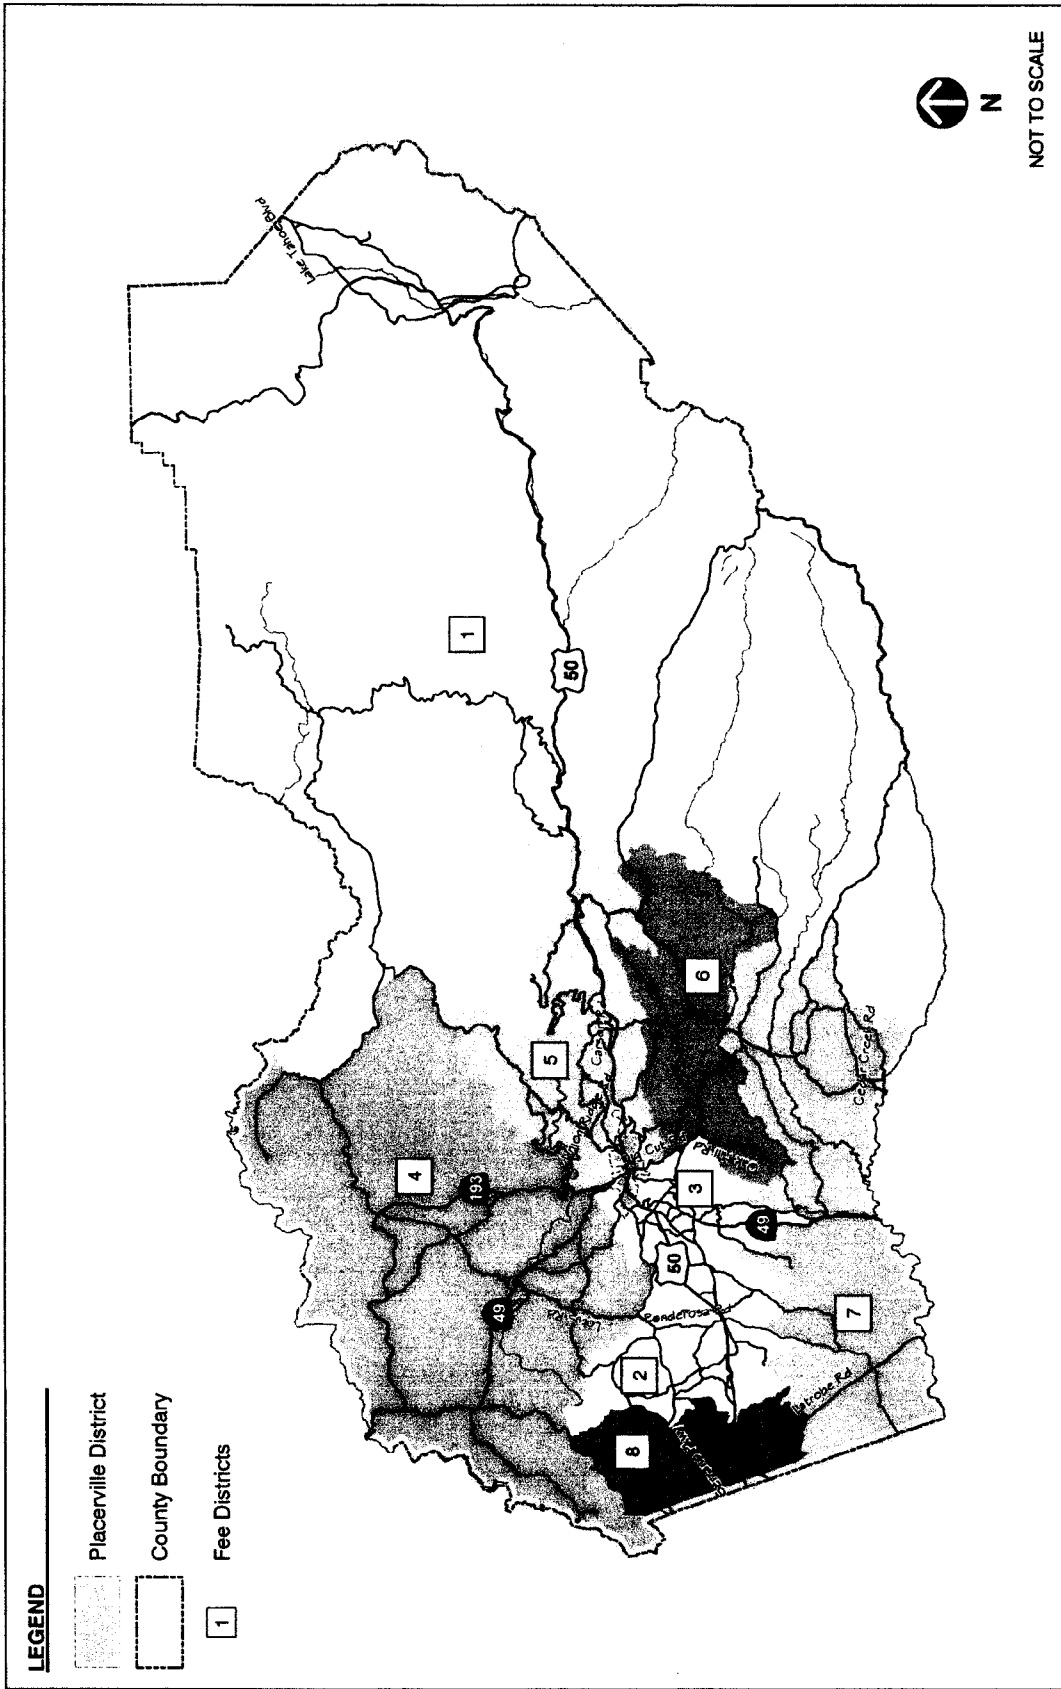 LEGEND
Placerville District
County Boundary
1
Fee Districts
Lake Tahoe Blvd
1
50
4
193
5
6
49
3
49
50
2
7
8
Ponderosa Rd
Latrobe Rd
Cedar Creek Rd
N
NOT TO SCALE